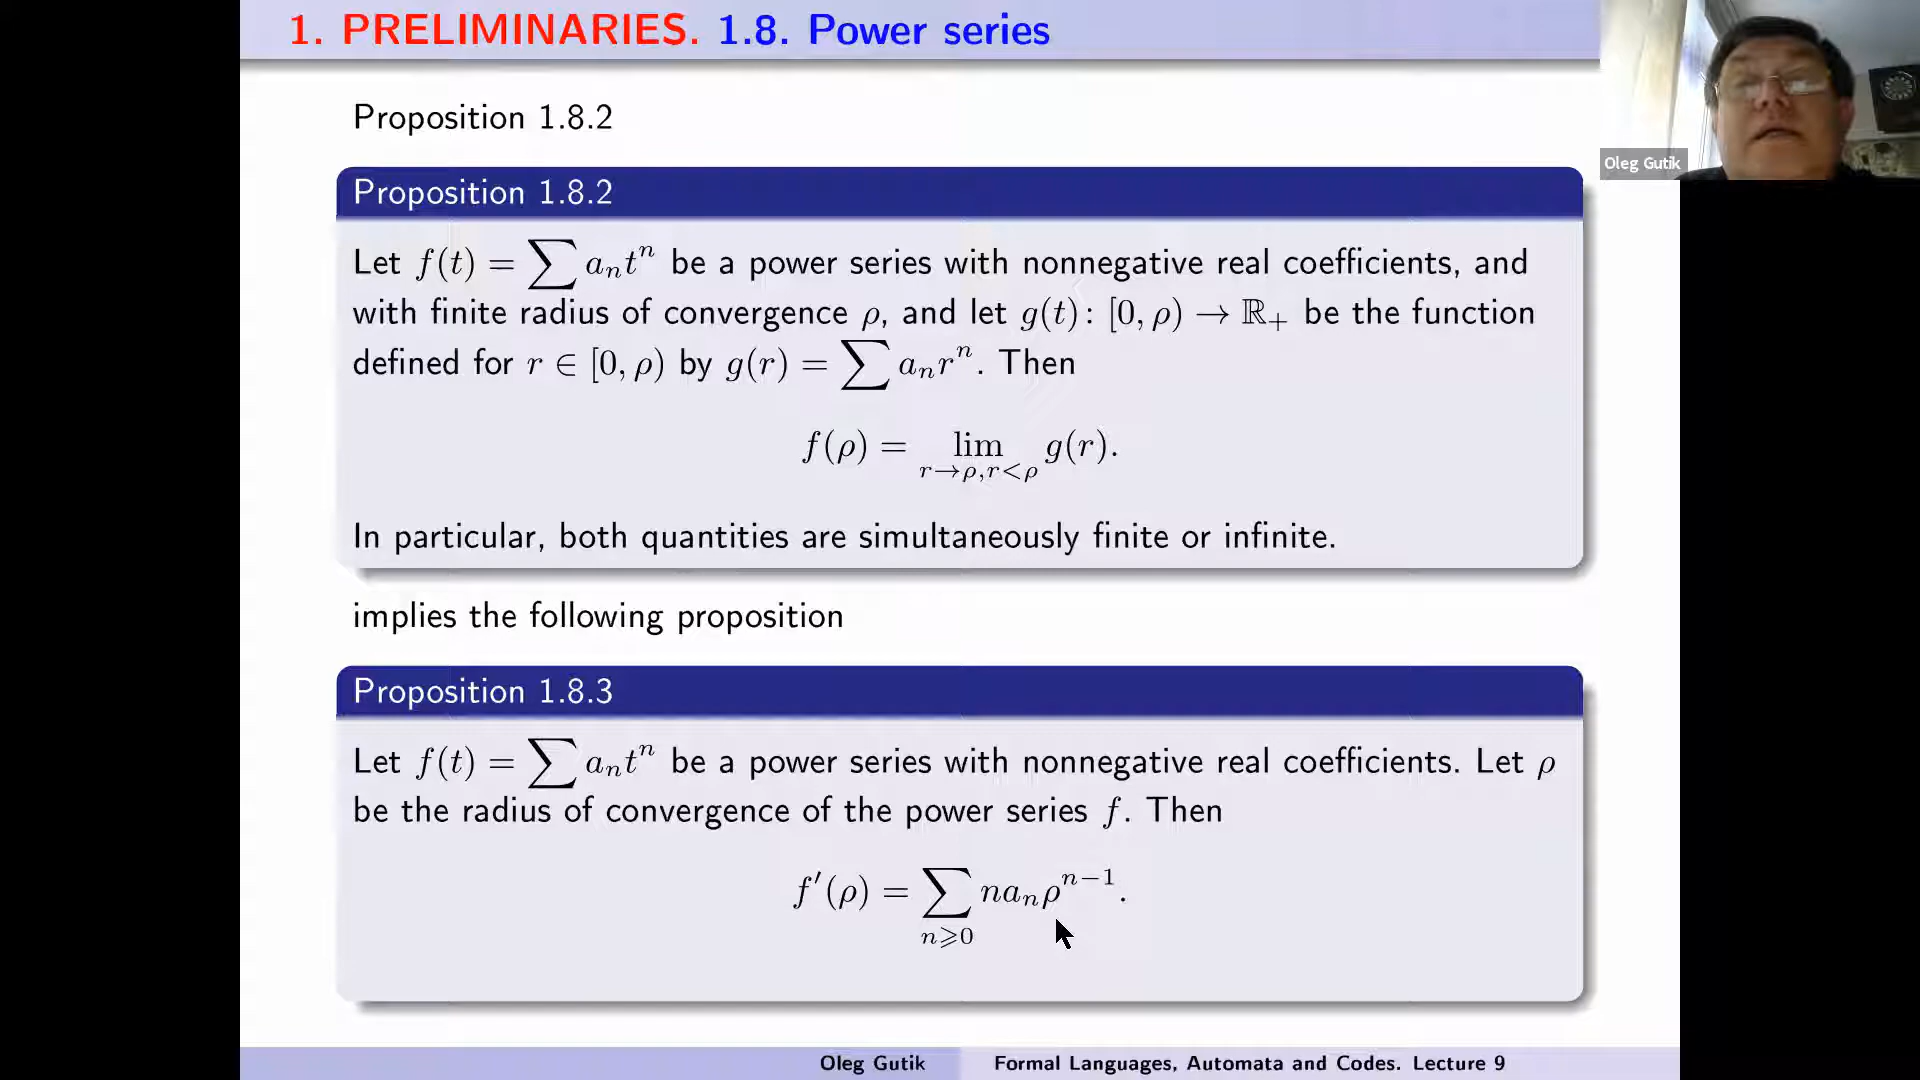 1. PRELIMINARIES. 1.8. Power series
Oleg Gutik
Proposition 1.8.2
Proposition 1.8.2
Let f(t) = ∑ aₙtⁿ be a power series with nonnegative real coefficients, and
with finite radius of convergence ρ, and let g(t): [0, ρ) → ℝ₊ be the function
defined for r ∈ [0, ρ) by g(r) = ∑ aₙrⁿ. Then
f(ρ) = lim_{r→ρ,r<ρ} g(r).
In particular, both quantities are simultaneously finite or infinite.
implies the following proposition
Proposition 1.8.3
Let f(t) = ∑ aₙtⁿ be a power series with nonnegative real coefficients. Let ρ
be the radius of convergence of the power series f. Then
f′(ρ) = ∑_{n⩾0} naₙρⁿ⁻¹.
Oleg Gutik Formal Languages, Automata and Codes. Lecture 9